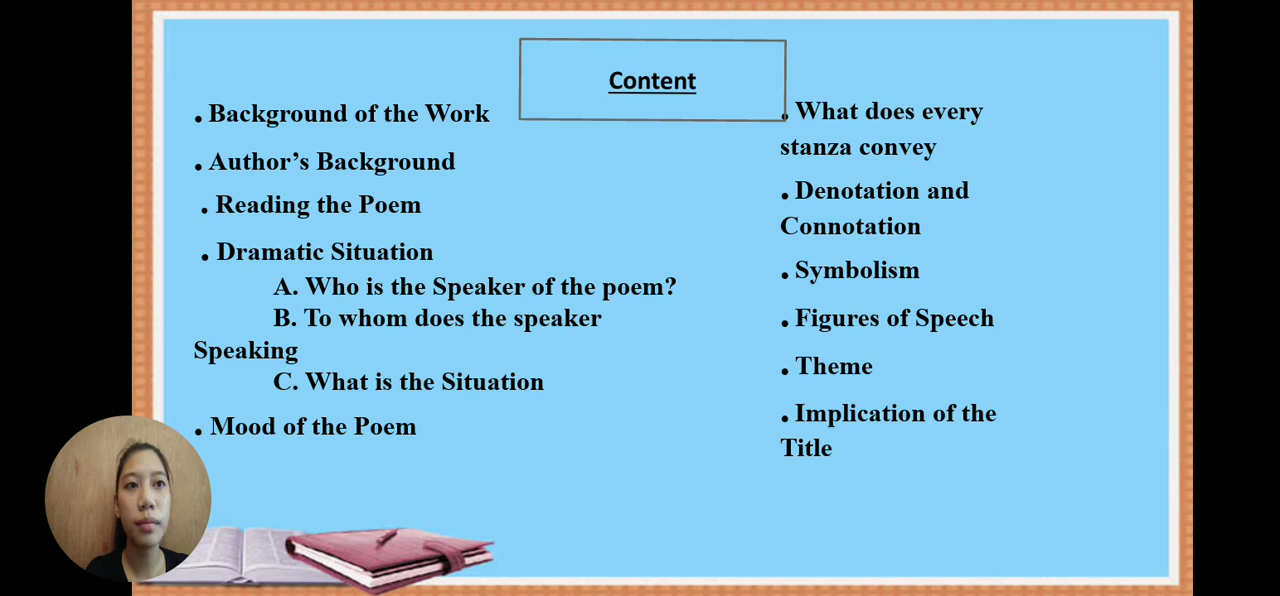 Content
. Background of the Work
. Author’s Background
. Reading the Poem
. Dramatic Situation
A. Who is the Speaker of the poem?
B. To whom does the speaker
Speaking
C. What is the Situation
. Mood of the Poem
. What does every
stanza convey
. Denotation and
Connotation
. Symbolism
. Figures of Speech
. Theme
. Implication of the
Title